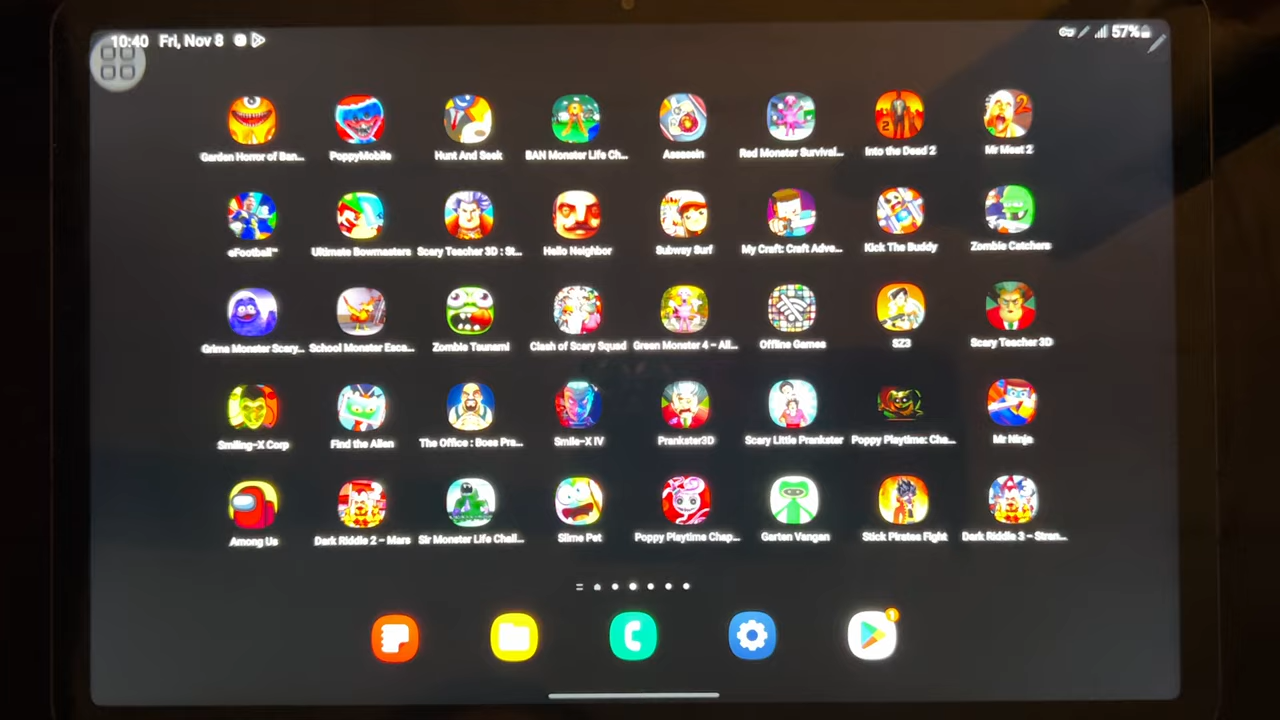 10:40 Fri, Nov 8 57%
Garden Horror of Ban... PoppyMobile Hunt And Seek BAN Monster Life Ch... Assassin Red Monster Survival... Into the Dead 2 Mr Meat 2
eFootball™ Ultimate Bowmasters Scary Teacher 3D : St... Hello Neighbor Subway Surf My Craft: Craft Adve... Kick The Buddy Zombie Catchers
Grima Monster Scary... School Monster Esca... Zombie Tsunami Clash of Scary Squad Green Monster 4 – All... Offline Games SZ3 Scary Teacher 3D
Smiling-X Corp Find the Alien The Office : Boss Pra... Smile-X IV Prankster3D Scary Little Prankster Poppy Playtime: Cha... Mr Ninja
Among Us Dark Riddle 2 – Mars Sir Monster Life Chall... Slime Pet Poppy Playtime Chap... Garten Vangan Stick Pirates Fight Dark Riddle 3 – Stran...
1